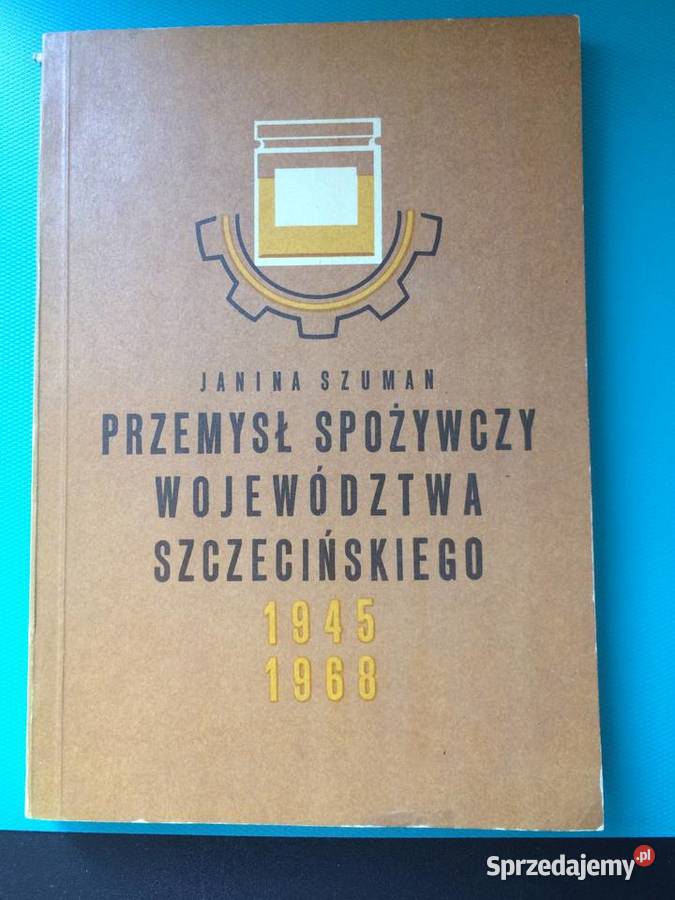 JANINA SZUMAN
PRZEMYSŁ SPOŻYWCZY
WOJEWÓDZTWA
SZCZECIŃSKIEGO
1945
1968
Sprzedajemy.pl